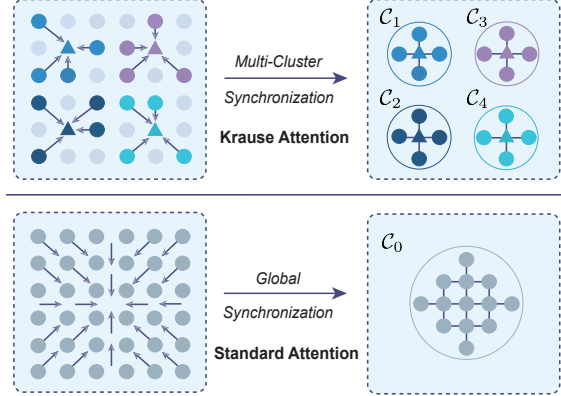 Multi-Cluster
Synchronization
Krause Attention
𝒞₁
𝒞₃
𝒞₂
𝒞₄
Global
Synchronization
Standard Attention
𝒞₀